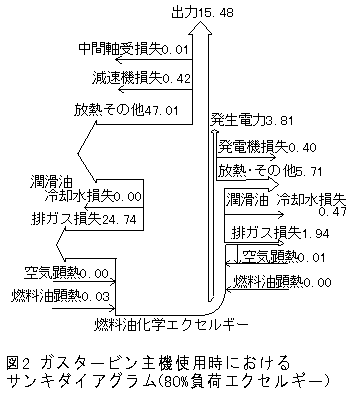 出力15.48
中間軸受損失0.01
減速機損失0.42
放熱その他47.01
発生電力3.81
発電機損失0.40
放熱・その他5.71
潤滑油
冷却水損失0.00
潤滑油 冷却水損失
0.47
排ガス損失24.74
排ガス損失1.94
空気顕熱0.00
空気顕熱0.01
燃料油顕熱0.03
燃料油顕熱0.00
燃料油化学エクセルギー
図2 ガスタービン主機使用時における
サンキダイアグラム(80%負荷エクセルギー)